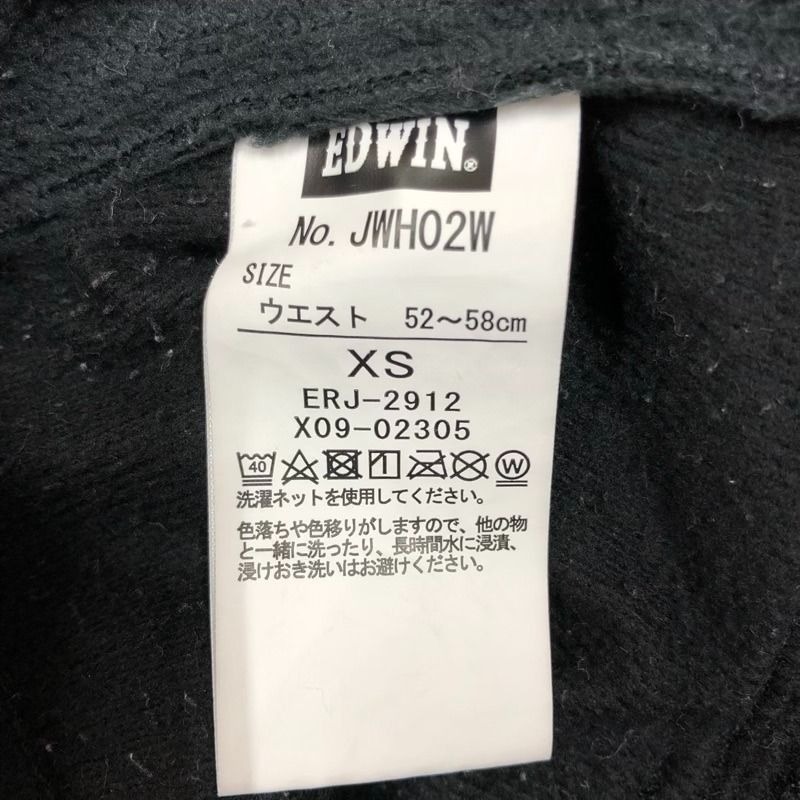 EDWIN®
No. JWH02W
SIZE
ウエスト 52～58cm
XS
ERJ-2912
X09-02305
40 W
洗濯ネットを使用してください。
色落ちや色移りがしますので、他の物
と一緒に洗ったり、長時間水に浸漬、
浸けおき洗いはお避けください。